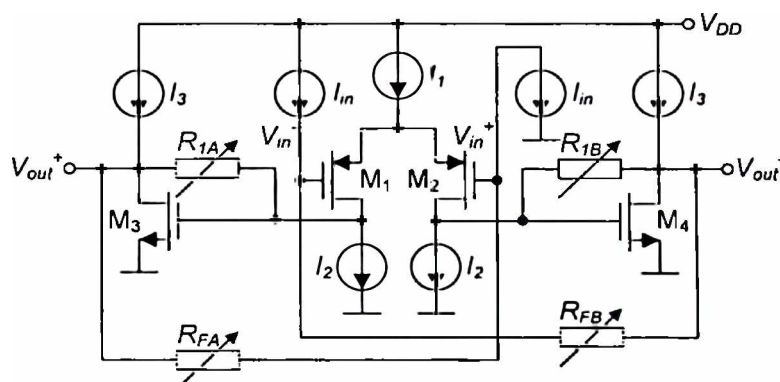 V_DD
I_3
I_in
I_1
I_in
I_3
V_in^-
V_in^+
V_out^+
R_1A
R_1B
V_out^-
M_1
M_2
M_3
M_4
I_2
I_2
R_FA
R_FB